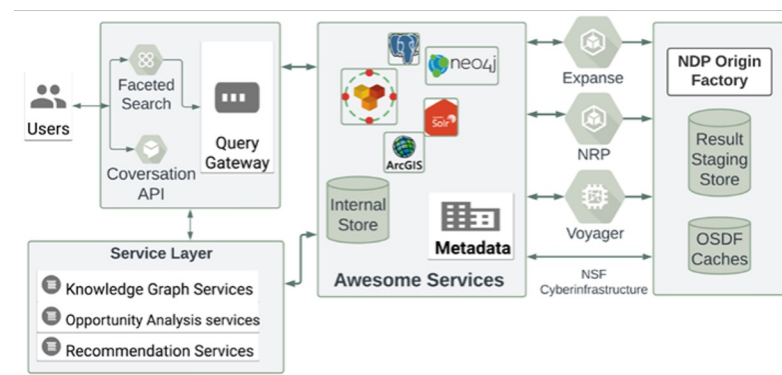 Users
Faceted
Search
Coversation
API
Query
Gateway
Service Layer
Knowledge Graph Services
Opportunity Analysis services
Recommendation Services
neo4j
Solr
ArcGIS
Internal
Store
Metadata
Awesome Services
Expanse
NRP
Voyager
NSF
Cyberinfrastructure
NDP Origin
Factory
Result
Staging
Store
OSDF
Caches